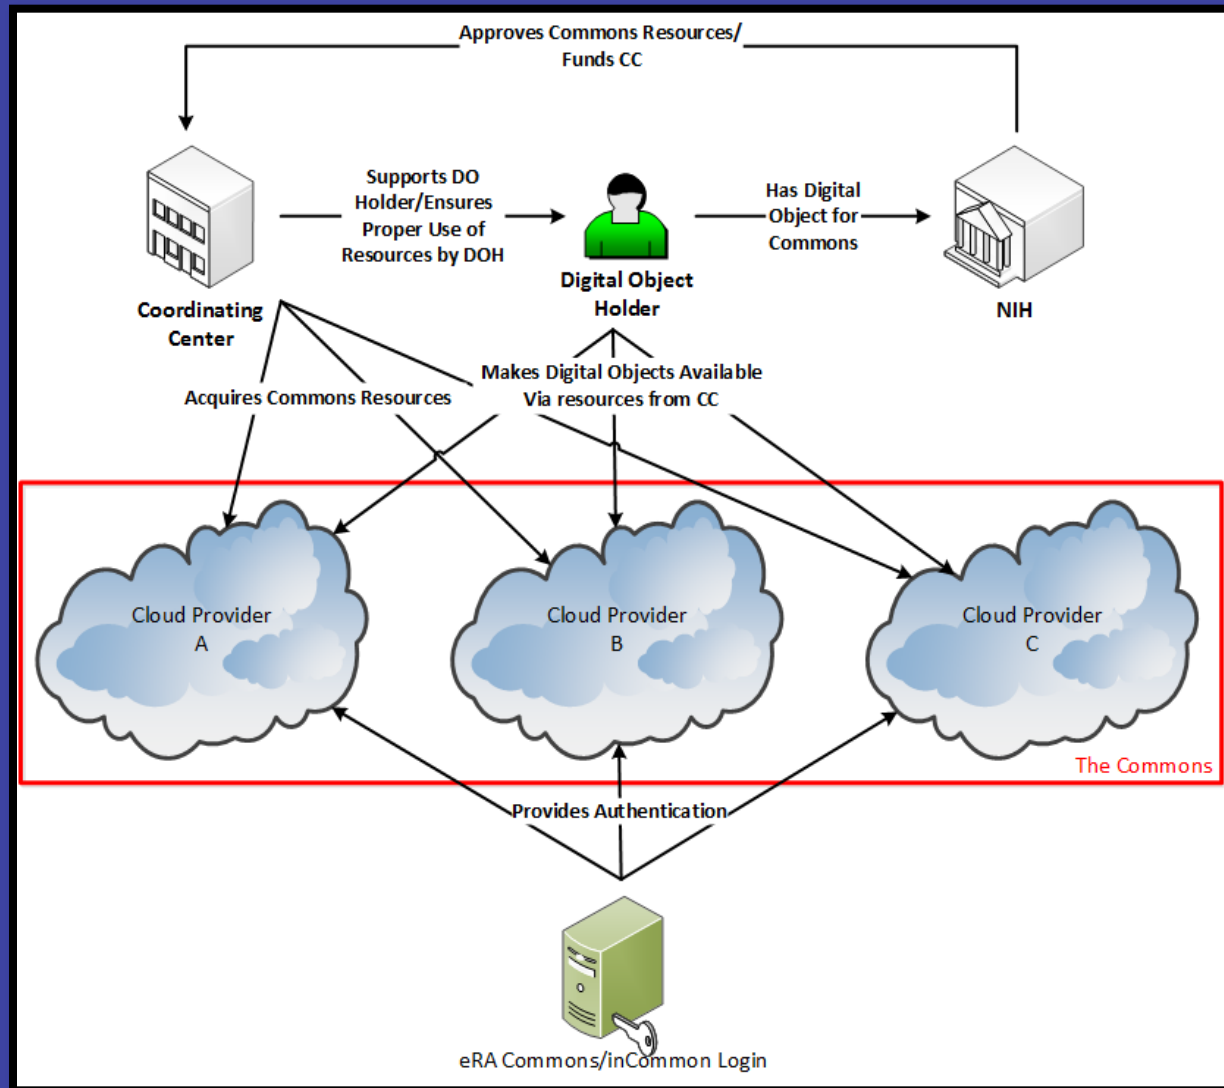 Approves Commons Resources/
Funds CC
Supports DO
Holder/Ensures
Proper Use of
Resources by DOH
Has Digital
Object for
Commons
Coordinating
Center
Digital Object
Holder
NIH
Acquires Commons Resources
Makes Digital Objects Available
Via resources from CC
Cloud Provider
A
Cloud Provider
B
Cloud Provider
C
The Commons
Provides Authentication
eRA Commons/inCommon Login